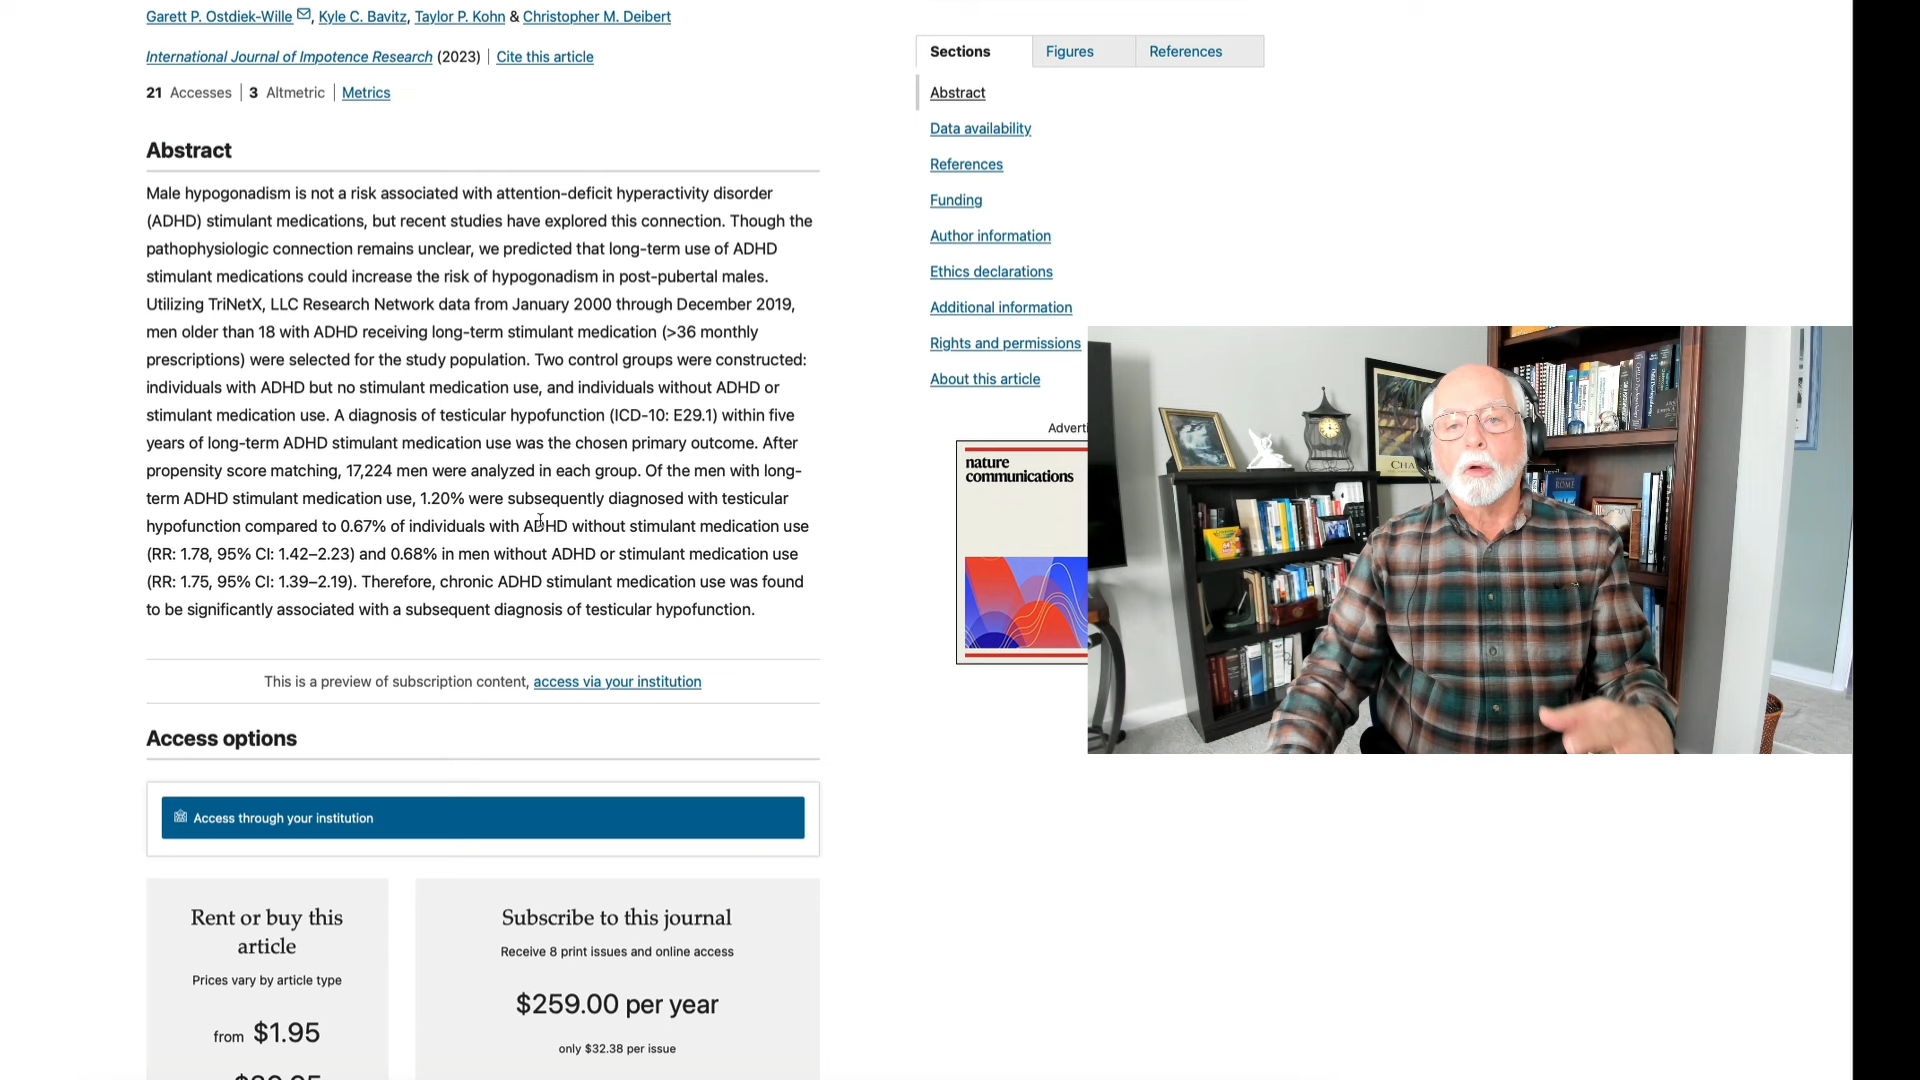 Garett P. Ostdiek-Wille, Kyle C. Bavitz, Taylor P. Kohn & Christopher M. Deibert
International Journal of Impotence Research (2023) | Cite this article
21 Accesses | 3 Altmetric | Metrics
Abstract
Male hypogonadism is not a risk associated with attention-deficit hyperactivity disorder
(ADHD) stimulant medications, but recent studies have explored this connection. Though the
pathophysiologic connection remains unclear, we predicted that long-term use of ADHD
stimulant medications could increase the risk of hypogonadism in post-pubertal males.
Utilizing TriNetX, LLC Research Network data from January 2000 through December 2019,
men older than 18 with ADHD receiving long-term stimulant medication (>36 monthly
prescriptions) were selected for the study population. Two control groups were constructed:
individuals with ADHD but no stimulant medication use, and individuals without ADHD or
stimulant medication use. A diagnosis of testicular hypofunction (ICD-10: E29.1) within five
years of long-term ADHD stimulant medication use was the chosen primary outcome. After
propensity score matching, 17,224 men were analyzed in each group. Of the men with long-
term ADHD stimulant medication use, 1.20% were subsequently diagnosed with testicular
hypofunction compared to 0.67% of individuals with ADHD without stimulant medication use
(RR: 1.78, 95% CI: 1.42–2.23) and 0.68% in men without ADHD or stimulant medication use
(RR: 1.75, 95% CI: 1.39–2.19). Therefore, chronic ADHD stimulant medication use was found
to be significantly associated with a subsequent diagnosis of testicular hypofunction.
This is a preview of subscription content, access via your institution
Access options
Access through your institution
Rent or buy this
article
Prices vary by article type
from $1.95
Subscribe to this journal
Receive 8 print issues and online access
$259.00 per year
only $32.38 per issue
Sections
Figures
References
Abstract
Data availability
References
Funding
Author information
Ethics declarations
Additional information
Rights and permissions
About this article
Adverti
nature
communications
CHA
ROME